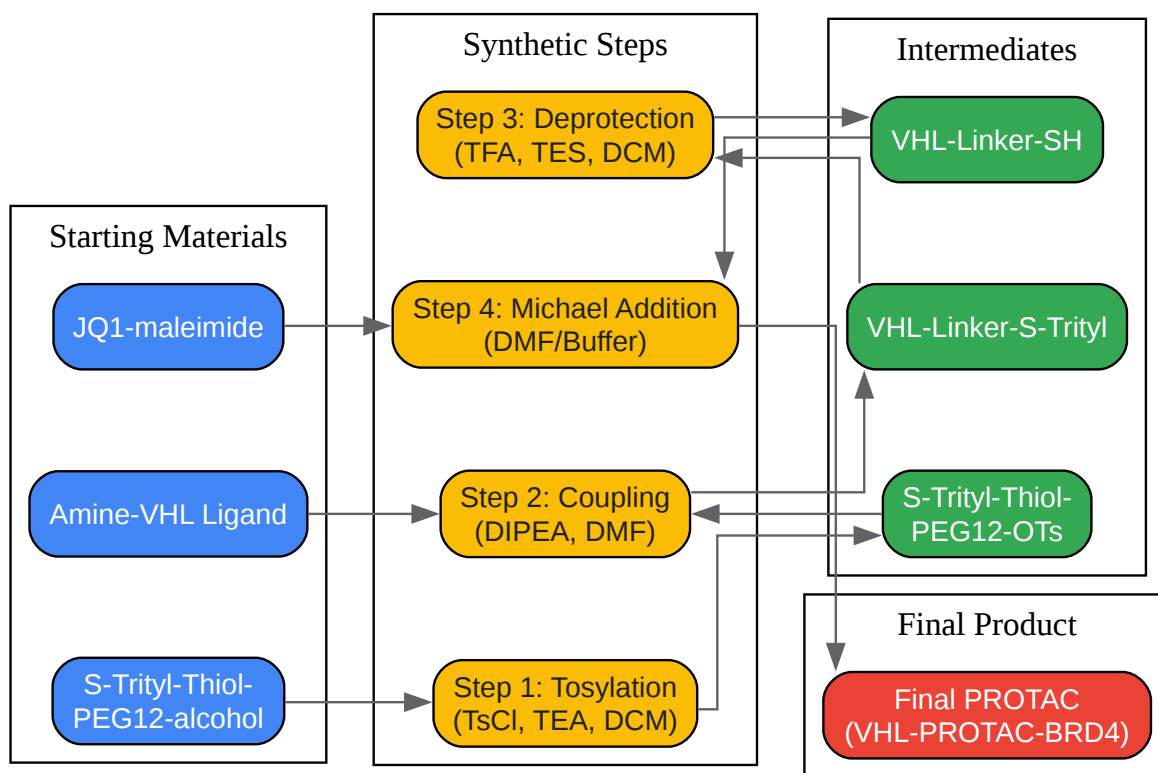 Starting Materials
JQ1-maleimide
Amine-VHL Ligand
S-Trityl-Thiol-
PEG12-alcohol
Synthetic Steps
Step 3: Deprotection
(TFA, TES, DCM)
Step 4: Michael Addition
(DMF/Buffer)
Step 2: Coupling
(DIPEA, DMF)
Step 1: Tosylation
(TsCl, TEA, DCM)
Intermediates
VHL-Linker-SH
VHL-Linker-S-Trityl
S-Trityl-Thiol-
PEG12-OTs
Final Product
Final PROTAC
(VHL-PROTAC-BRD4)